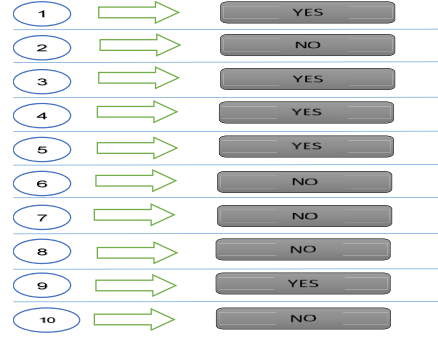 1 YES
2 NO
3 YES
4 YES
5 YES
6 NO
7 NO
8 NO
9 YES
10 NO